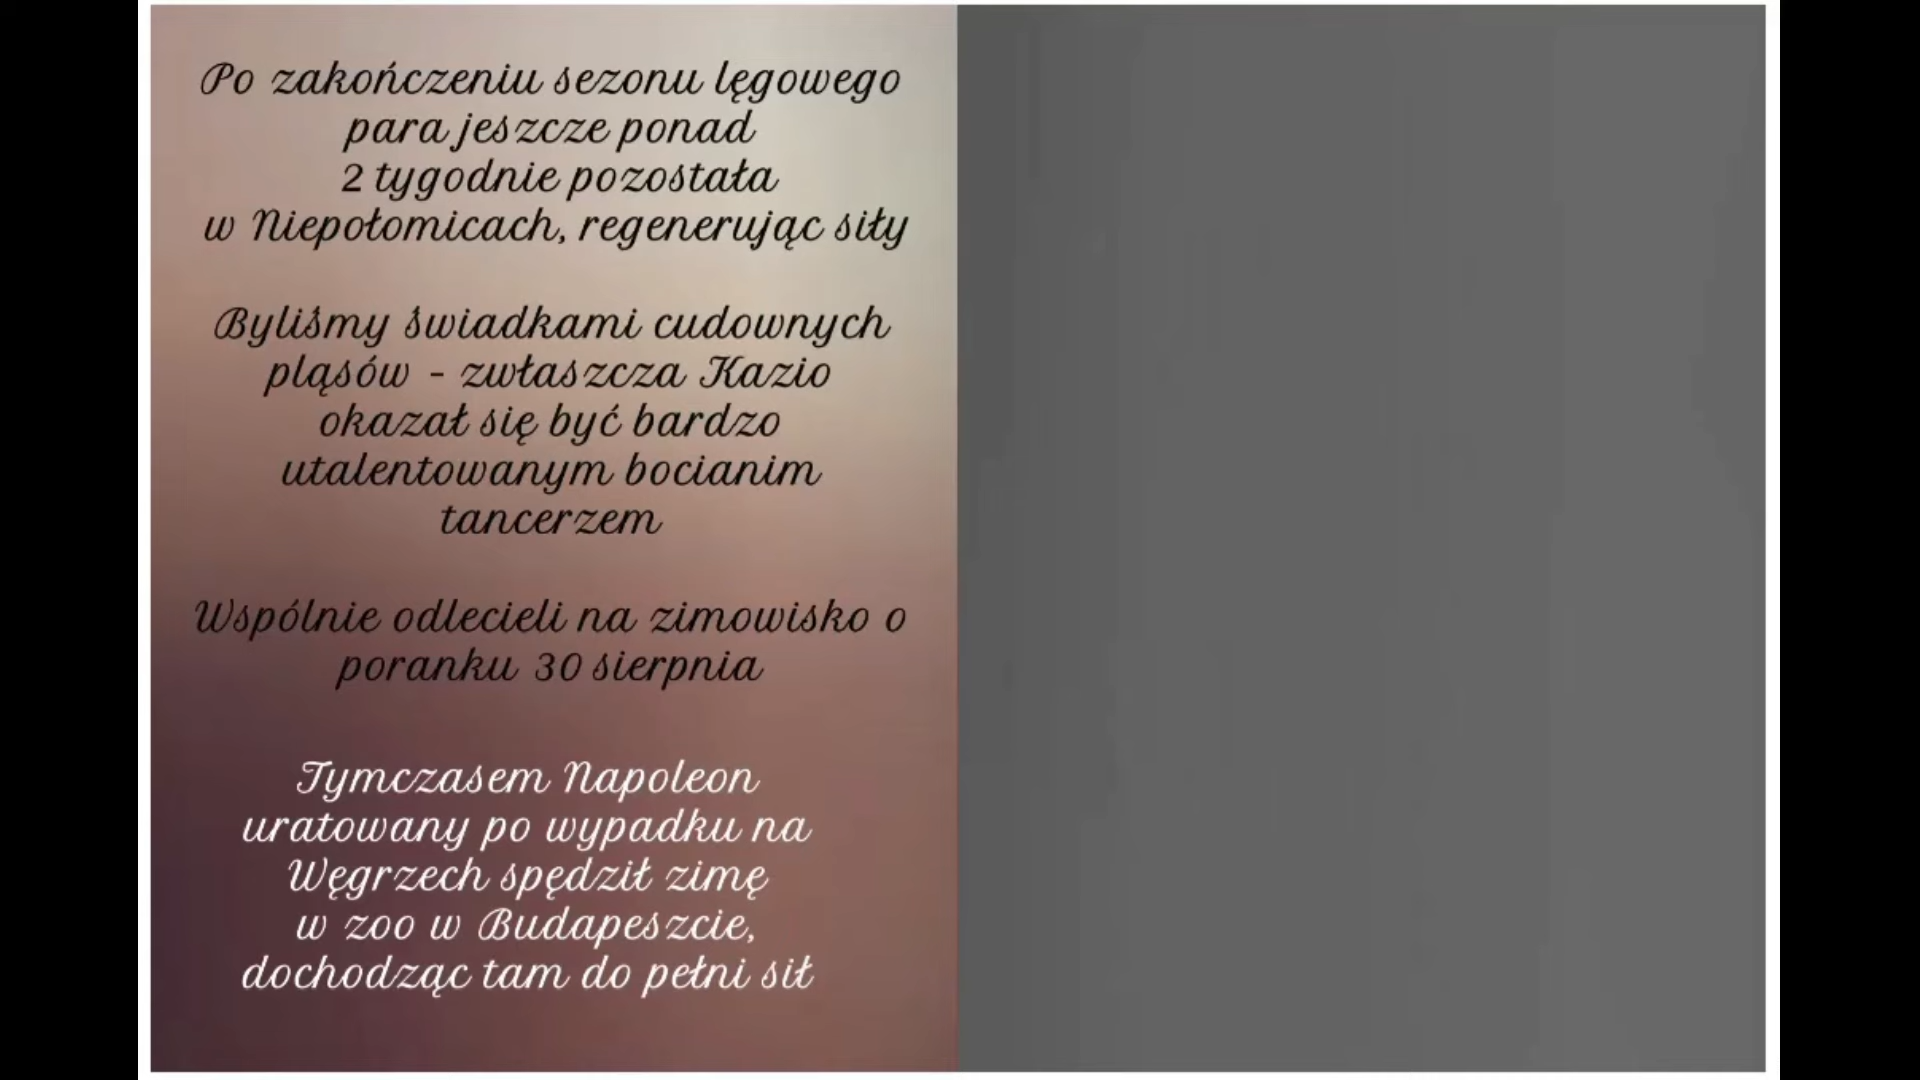 Po zakończeniu sezonu lęgowego
para jeszcze ponad
2 tygodnie pozostała
w Niepołomicach, regenerując siły
Byliśmy świadkami cudownych
pląsów - zwłaszcza Kazio
okazał się być bardzo
utalentowanym bocianim
tancerzem
Wspólnie odlecieli na zimowisko o
poranku 30 sierpnia
Tymczasem Napoleon
uratowany po wypadku na
Węgrzech spędził zimę
w zoo w Budapeszcie,
dochodząc tam do pełni sił